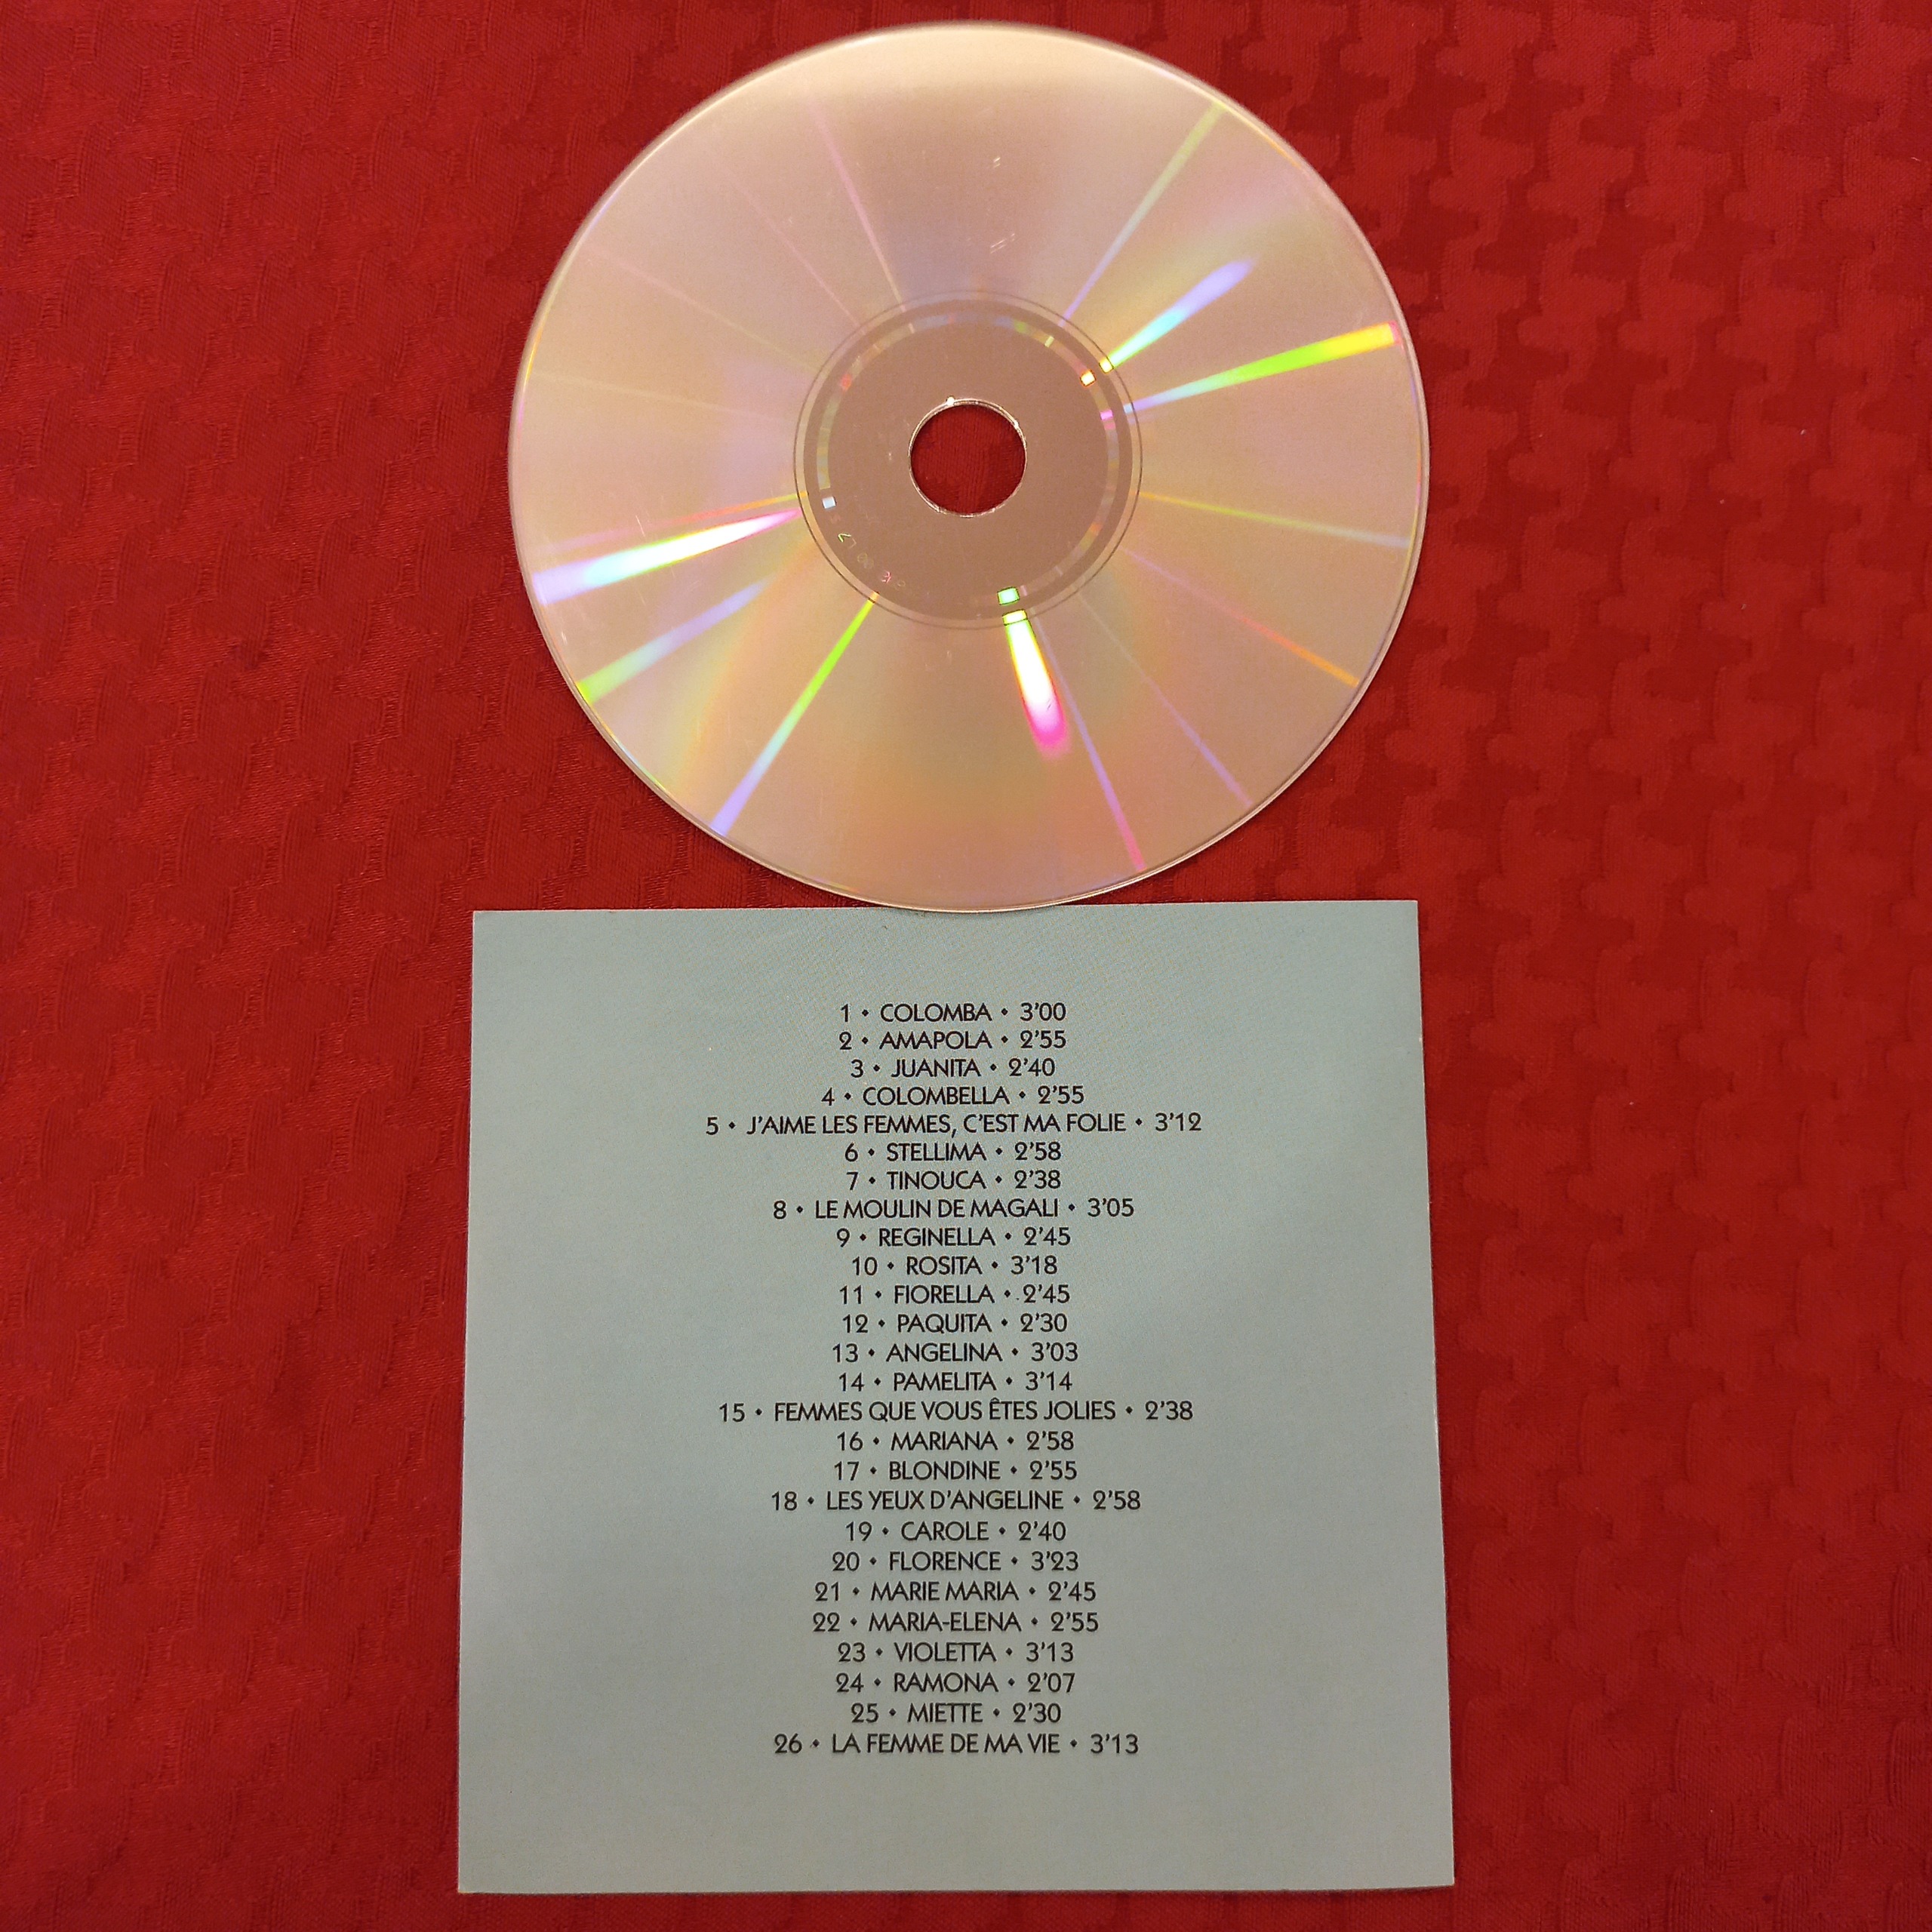 1 • COLOMBA • 3'00
2 • AMAPOLA • 2'55
3 • JUANITA • 2'40
4 • COLOMBELLA • 2'55
5 • J'AIME LES FEMMES, C'EST MA FOLIE • 3'12
6 • STELLIMA • 2'58
7 • TINOUCA • 2'38
8 • LE MOULIN DE MAGALI • 3'05
9 • REGINELLA • 2'45
10 • ROSITA • 3'18
11 • FIORELLA • 2'45
12 • PAQUITA • 2'30
13 • ANGELINA • 3'03
14 • PAMELITA • 3'14
15 • FEMMES QUE VOUS ÊTES JOLIES • 2'38
16 • MARIANA • 2'58
17 • BLONDINE • 2'55
18 • LES YEUX D'ANGELINE • 2'58
19 • CAROLE • 2'40
20 • FLORENCE • 3'23
21 • MARIE MARIA • 2'45
22 • MARIA-ELENA • 2'55
23 • VIOLETTA • 3'13
24 • RAMONA • 2'07
25 • MIETTE • 2'30
26 • LA FEMME DE MA VIE • 3'13